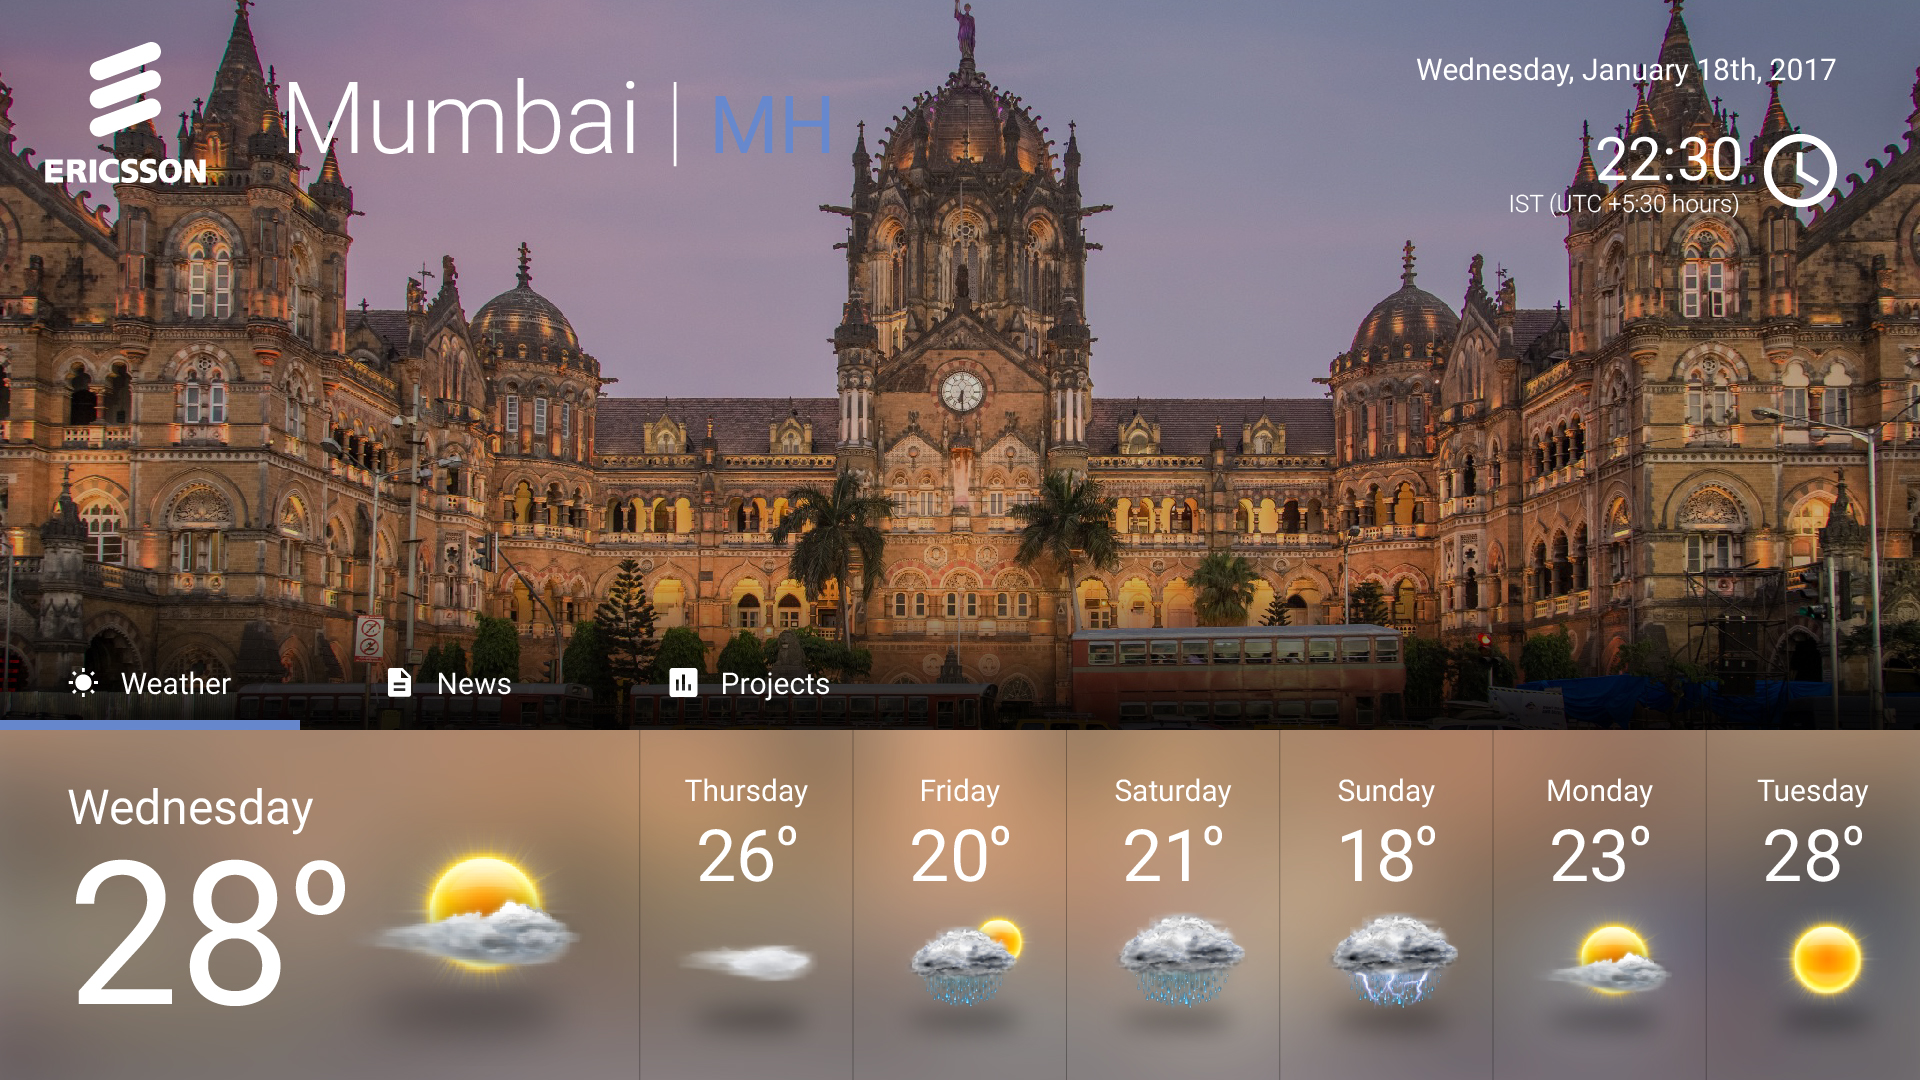 ERICSSON
Mumbai | MH
Wednesday, January 18th, 2017
22:30
IST (UTC +5:30 hours)
Weather
News
Projects
Wednesday
28°
Thursday
26°
Friday
20°
Saturday
21°
Sunday
18°
Monday
23°
Tuesday
28°